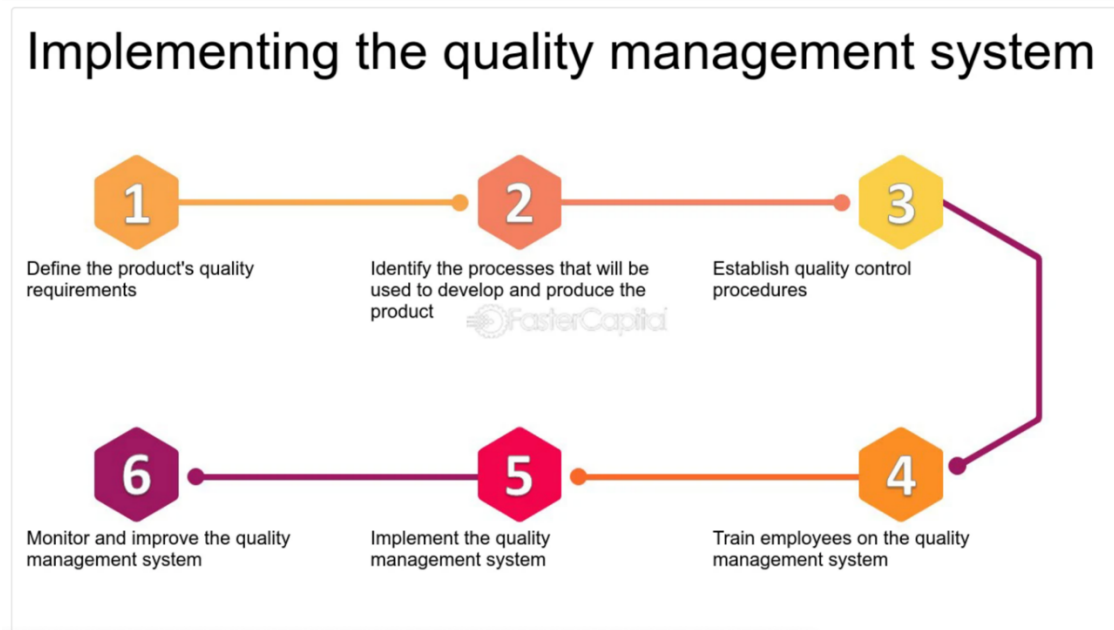 Implementing the quality management system
1
2
3
Define the product's quality
requirements
Identify the processes that will be
used to develop and produce the
product
Establish quality control
procedures
FasterCapital
6
5
4
Monitor and improve the quality
management system
Implement the quality
management system
Train employees on the quality
management system